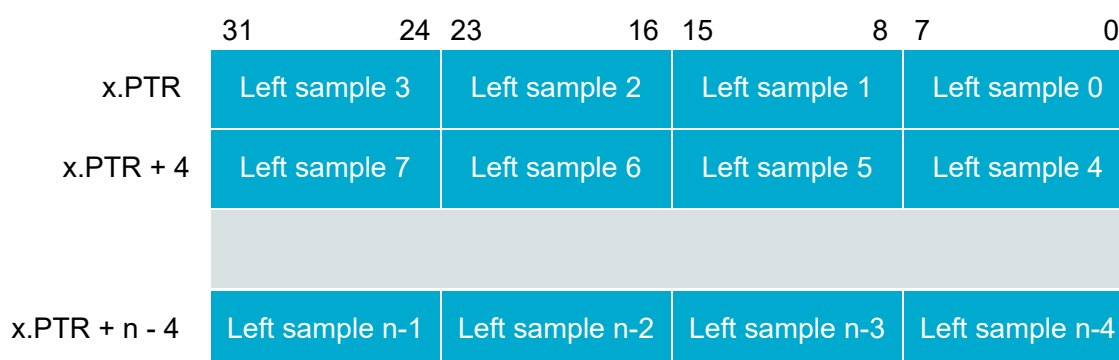 31 24 23 16 15 8 7 0
x.PTR Left sample 3 Left sample 2 Left sample 1 Left sample 0
x.PTR + 4 Left sample 7 Left sample 6 Left sample 5 Left sample 4
x.PTR + n - 4 Left sample n-1 Left sample n-2 Left sample n-3 Left sample n-4